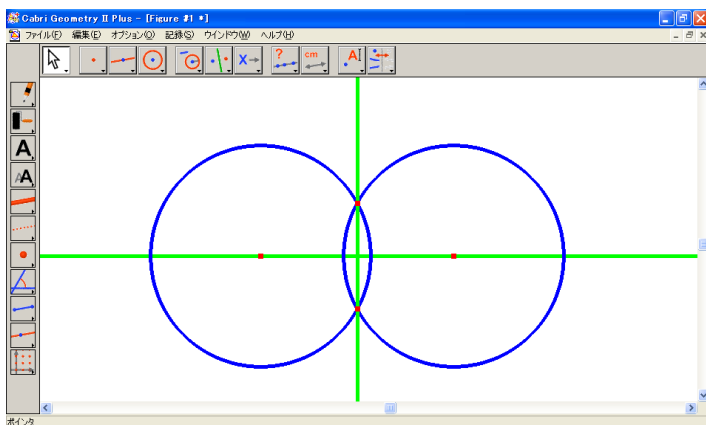 Cabri Geometry II Plus - [Figure #1 *]
ファイル(F) 編集(E) オプション(O) 記録(S) ウインドウ(W) ヘルプ(H)
? cm A
X
A
AA
ポインタ